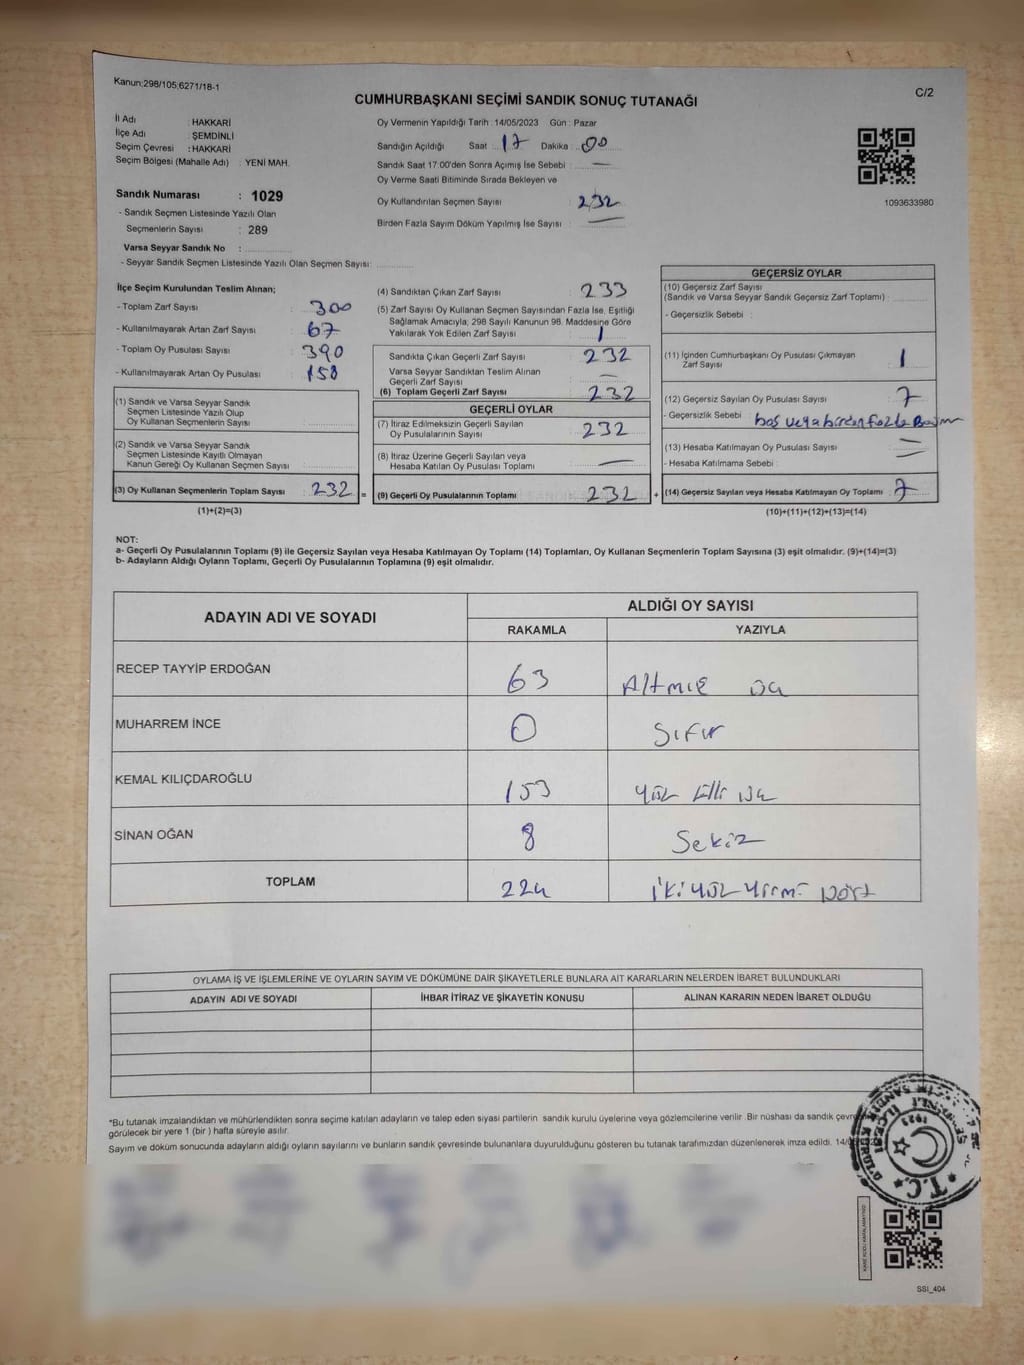 Kanun:298/105;6271/18-1
C/2
CUMHURBAŞKANI SEÇİMİ SANDIK SONUÇ TUTANAĞI
İl Adı : HAKKARİ
İlçe Adı : ŞEMDİNLİ
Seçim Çevresi : HAKKARİ
Seçim Bölgesi (Mahalle Adı) : YENİ MAH.
Sandık Numarası : 1029
- Sandık Seçmen Listesinde Yazılı Olan
Seçmenlerin Sayısı : 289
Varsa Seyyar Sandık No :
- Seyyar Sandık Seçmen Listesinde Yazılı Olan Seçmen Sayısı:
Oy Vermenin Yapıldığı Tarih : 14/05/2023 Gün : Pazar
Sandığın Açıldığı Saat : 17 Dakika : 00
Sandık Saat 17:00'den Sonra Açımış İse Sebebi : —
Oy Verme Saati Bitiminde Sırada Bekleyen ve
Oy Kullandırılan Seçmen Sayısı : 232
Birden Fazla Sayım Döküm Yapılmış İse Sayısı : —
1093633980
İlçe Seçim Kurulundan Teslim Alınan;
- Toplam Zarf Sayısı : 300
- Kullanılmayarak Artan Zarf Sayısı : 67
- Toplam Oy Pusulası Sayısı : 390
- Kullanılmayarak Artan Oy Pusulası : 158
(1) Sandık ve Varsa Seyyar Sandık
Seçmen Listesinde Yazılı Olup
Oy Kullanan Seçmenlerin Sayısı :
(2) Sandık ve Varsa Seyyar Sandık
Seçmen Listesinde Kayıtlı Olmayan
Kanun Gereği Oy Kullanan Seçmen Sayısı :
(3) Oy Kullanan Seçmenlerin Toplam Sayısı : 232 =
(1)+(2)=(3)
(4) Sandıktan Çıkan Zarf Sayısı : 233
(5) Zarf Sayısı Oy Kullanan Seçmen Sayısından Fazla İse, Eşitliği
Sağlamak Amacıyla; 298 Sayılı Kanunun 98. Maddesine Göre
Yakılarak Yok Edilen Zarf Sayısı : 1
Sandıkta Çıkan Geçerli Zarf Sayısı : 232
Varsa Seyyar Sandıktan Teslim Alınan
Geçerli Zarf Sayısı : —
(6) Toplam Geçerli Zarf Sayısı : 232
GEÇERLİ OYLAR
(7) İtiraz Edilmeksizin Geçerli Sayılan
Oy Pusulalarının Sayısı : 232
(8) İtiraz Üzerine Geçerli Sayılan veya
Hesaba Katılan Oy Pusulası Toplamı : —
(9) Geçerli Oy Pusulalarının Toplamı : 232 +
GEÇERSİZ OYLAR
(10) Geçersiz Zarf Sayısı
(Sandık ve Varsa Seyyar Sandık Geçersiz Zarf Toplamı) :
- Geçersizlik Sebebi :
(11) İçinden Cumhurbaşkanı Oy Pusulası Çıkmayan
Zarf Sayısı : 1
(12) Geçersiz Sayılan Oy Pusulası Sayısı : 7
- Geçersizlik Sebebi : boş veya birden fazla
(13) Hesaba Katılmayan Oy Pusulası Sayısı : —
- Hesaba Katılmama Sebebi : —
(14) Geçersiz Sayılan veya Hesaba Katılmayan Oy Toplamı : 7
(10)+(11)+(12)+(13)=(14)
NOT:
a- Geçerli Oy Pusulalarının Toplamı (9) ile Geçersiz Sayılan veya Hesaba Katılmayan Oy Toplamı (14) Toplamları, Oy Kullanan Seçmenlerin Toplam Sayısına (3) eşit olmalıdır. (9)+(14)=(3)
b- Adayların Aldığı Oyların Toplamı, Geçerli Oy Pusulalarının Toplamına (9) eşit olmalıdır.
ADAYIN ADI VE SOYADI
ALDIĞI OY SAYISI
RAKAMLA YAZIYLA
RECEP TAYYİP ERDOĞAN 63 Altmış üç
MUHARREM İNCE 0 Sıfır
KEMAL KILIÇDAROĞLU 153 Yüz Elli üç
SİNAN OĞAN 8 Sekiz
TOPLAM 224 İkiyüz yirmi Dört
OYLAMA İŞ VE İŞLEMLERİNE VE OYLARIN SAYIM VE DÖKÜMÜNE DAİR ŞİKAYETLERLE BUNLARA AİT KARARLARIN NELERDEN İBARET BULUNDUKLARI
ADAYIN ADI VE SOYADI İHBAR İTİRAZ VE ŞİKAYETİN KONUSU ALINAN KARARIN NEDEN İBARET OLDUĞU
*Bu tutanak imzalandıktan ve mühürlendikten sonra seçime katılan adayların ve talep eden siyasi partilerin sandık kurulu üyelerine veya gözlemcilerine verilir. Bir nüshası da sandık
görülecek bir yere 1 (bir ) hafta süreyle asılır.
Sayım ve döküm sonucunda adayların aldığı oyların sayılarını ve bunların sandık çevresinde bulunanlara duyurulduğunu gösteren bu tutanak tarafımızdan düzenlenerek imza edildi.
T.C.
1923
SSI_404